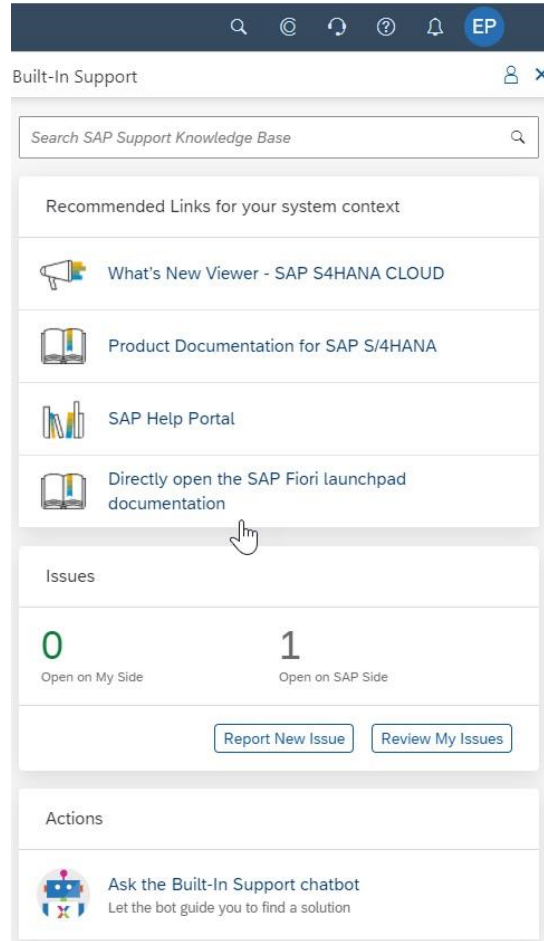 EP
Built-In Support
Search SAP Support Knowledge Base
Recommended Links for your system context
What's New Viewer - SAP S4HANA CLOUD
Product Documentation for SAP S/4HANA
SAP Help Portal
Directly open the SAP Fiori launchpad
documentation
Issues
0 1
Open on My Side Open on SAP Side
Report New Issue Review My Issues
Actions
Ask the Built-In Support chatbot
Let the bot guide you to find a solution